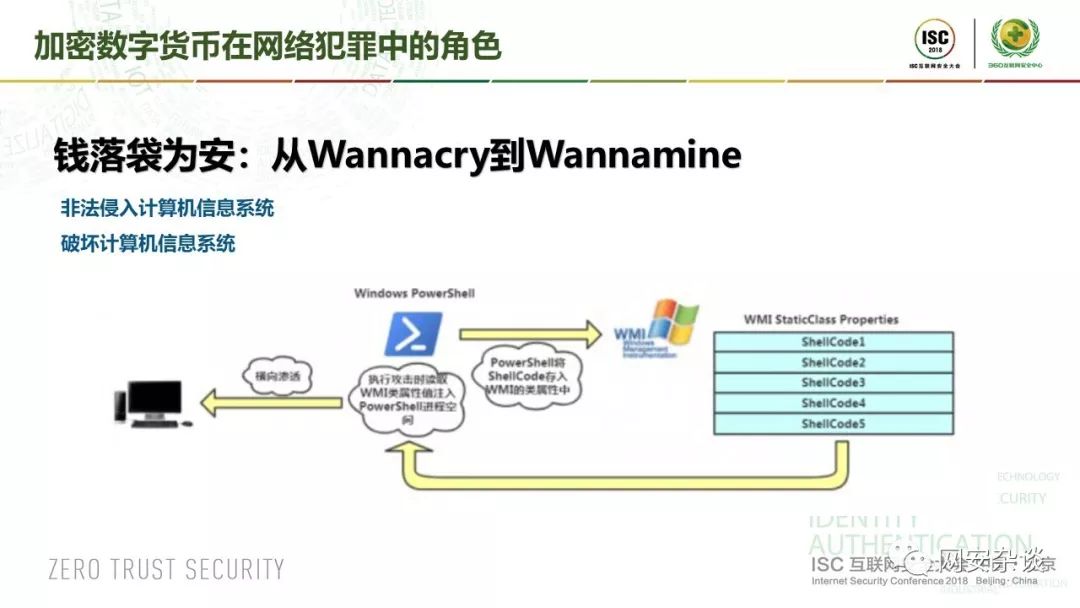 加密数字货币在网络犯罪中的角色
ISC
2018
ISC互联网安全大会
360互联网安全中心
钱落袋为安：从Wannacry到Wannamine
非法侵入计算机信息系统
破坏计算机信息系统
Windows PowerShell
WMI
Windows
Management
Instrumentation
WMI StaticClass Properties
ShellCode1
ShellCode2
ShellCode3
ShellCode4
ShellCode5
PowerShell将
ShellCode存入
WMI的类属性中
横向渗透
执行攻击时读取
WMI类属性值注入
PowerShell进程空
间
ECHNOLOGY
CURITY
IDENTITY
AUTHENTICATION
ZERO TRUST SECURITY
ISC 互联网安全大会 中国·北京
Internet Security Conference 2018 Beijing·China
网安杂谈